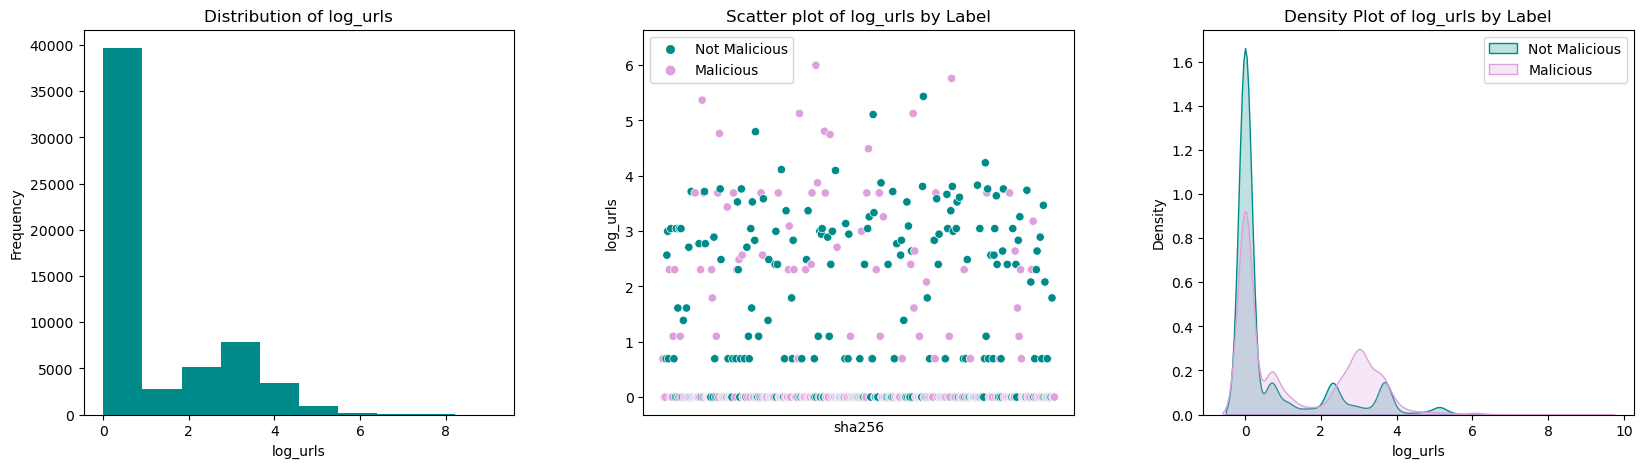 Distribution of log_urls
Frequency
40000
35000
30000
25000
20000
15000
10000
5000
0
0
2
4
6
8
log_urls
Scatter plot of log_urls by Label
Not Malicious
Malicious
log_urls
6
5
4
3
2
1
0
sha256
Density Plot of log_urls by Label
Not Malicious
Malicious
Density
1.6
1.4
1.2
1.0
0.8
0.6
0.4
0.2
0.0
0
2
4
6
8
10
log_urls